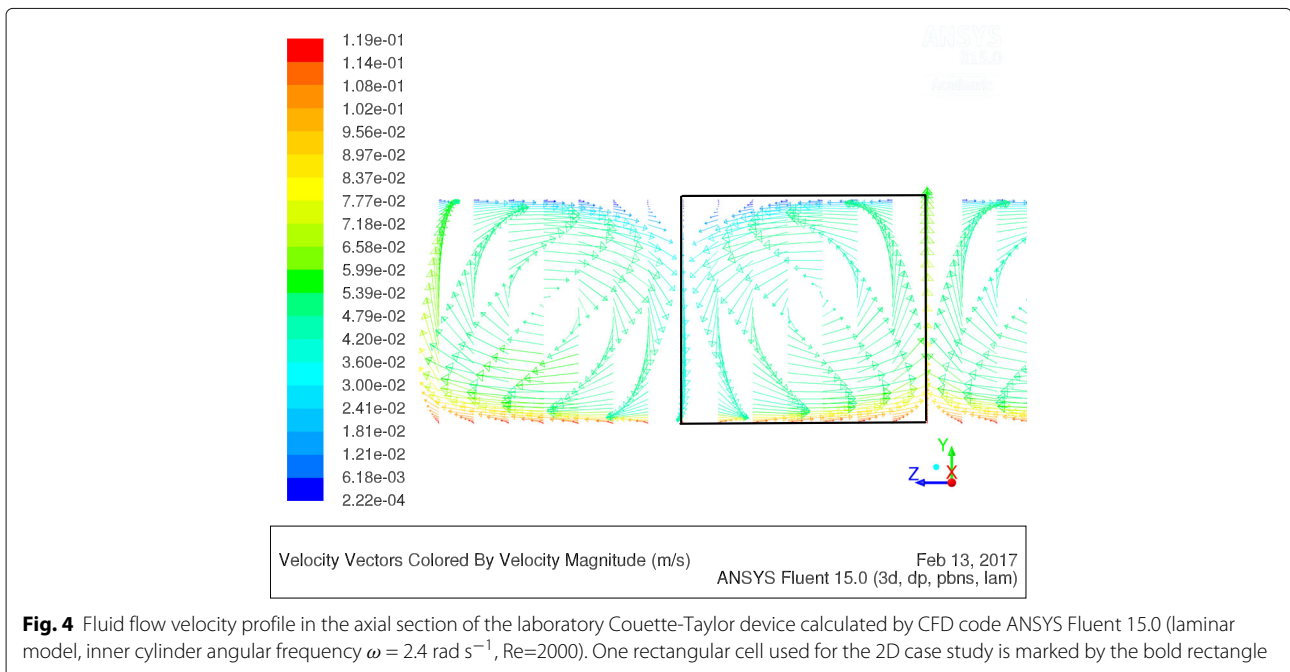 1.19e-01
1.14e-01
1.08e-01
1.02e-01
9.56e-02
8.97e-02
8.37e-02
7.77e-02
7.18e-02
6.58e-02
5.99e-02
5.39e-02
4.79e-02
4.20e-02
3.60e-02
3.00e-02
2.41e-02
1.81e-02
1.21e-02
6.18e-03
2.22e-04
ANSYS
R15.0
Academic
Y
Z
X
Velocity Vectors Colored By Velocity Magnitude (m/s)
Feb 13, 2017
ANSYS Fluent 15.0 (3d, dp, pbns, lam)
Fig. 4 Fluid flow velocity profile in the axial section of the laboratory Couette-Taylor device calculated by CFD code ANSYS Fluent 15.0 (laminar
model, inner cylinder angular frequency ω = 2.4 rad s⁻¹, Re=2000). One rectangular cell used for the 2D case study is marked by the bold rectangle